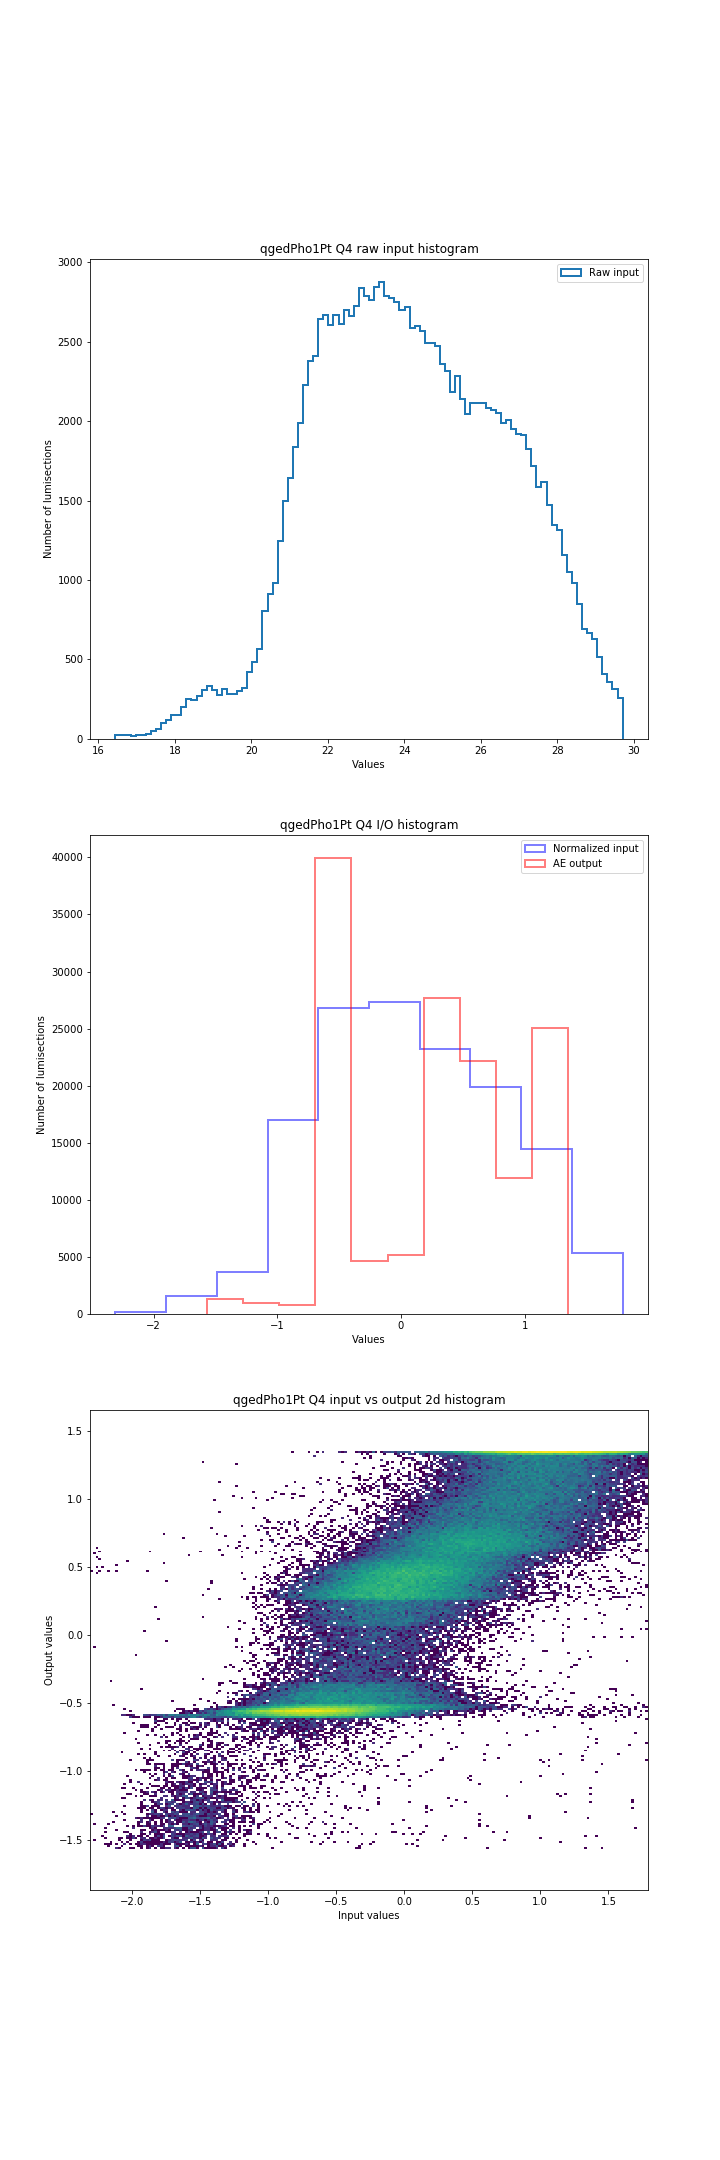 qgedPho1Pt Q4 raw input histogram
3000
2500
2000
1500
1000
500
0
Number of lumisections
Raw input
16 18 20 22 24 26 28 30
Values
qgedPho1Pt Q4 I/O histogram
40000
35000
30000
25000
20000
15000
10000
5000
0
Number of lumisections
Normalized input
AE output
−2 −1 0 1
Values
qgedPho1Pt Q4 input vs output 2d histogram
1.5
1.0
0.5
0.0
−0.5
−1.0
−1.5
Output values
−2.0 −1.5 −1.0 −0.5 0.0 0.5 1.0 1.5
Input values